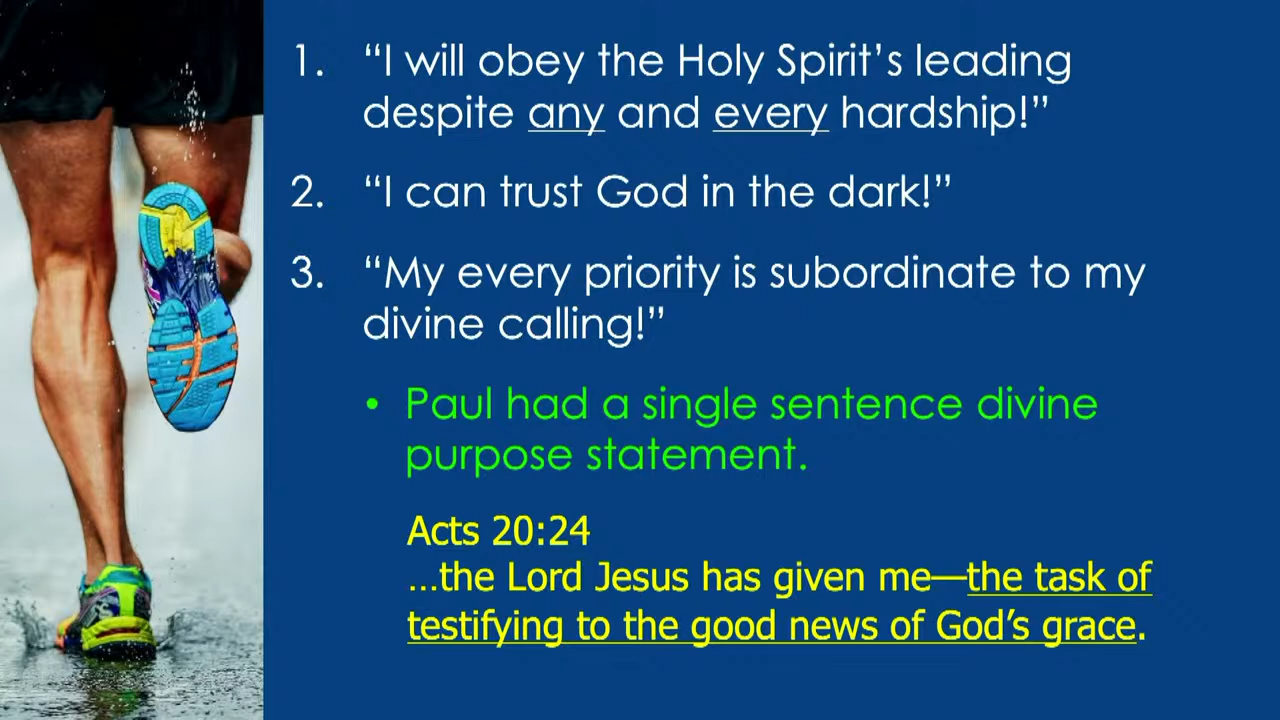 1. “I will obey the Holy Spirit’s leading
despite any and every hardship!”
2. “I can trust God in the dark!”
3. “My every priority is subordinate to my
divine calling!”
• Paul had a single sentence divine
purpose statement.
Acts 20:24
…the Lord Jesus has given me—the task of
testifying to the good news of God’s grace.